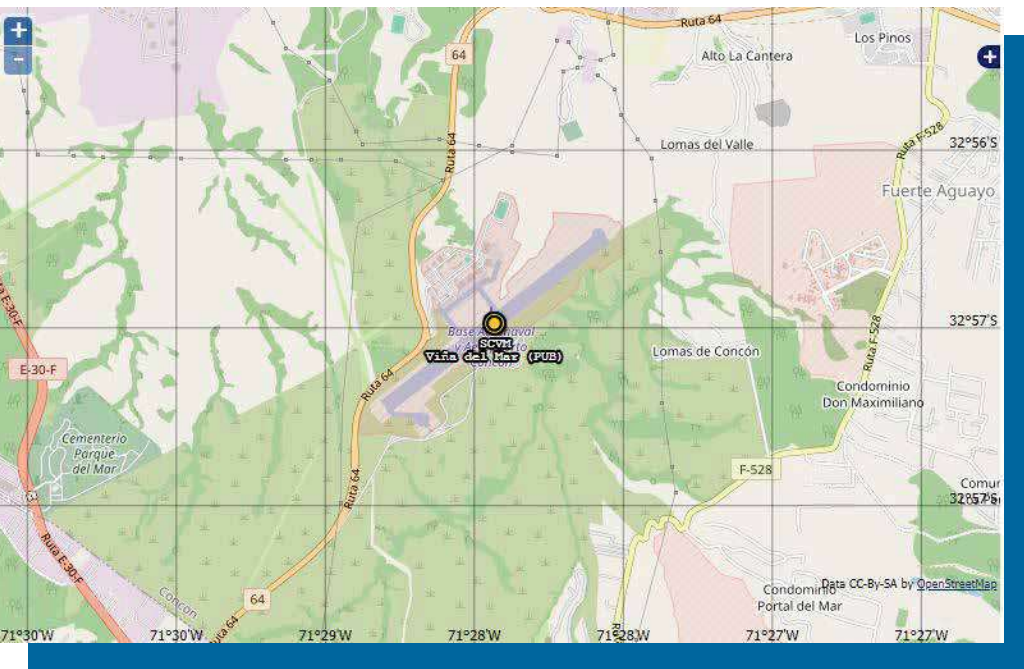 +
-
64
Ruta 64
Los Pinos
Alto La Cantera
+
Ruta 64
Lomas del Valle
Ruta F-528
32°56'S
Fuerte Aguayo
E-30-F
32°57'S
SCVM
Viña del Mar (PUB)
Concón
Lomas de Concón
Ruta F-528
Ruta 64
Condominio
Don Maximiliano
Cementerio
Parque
del Mar
F-528
Ruta 64
32°57'S
Ruta E-30-F
64
Concon
Condominio
Portal del Mar
Data CC-By-SA by OpenStreetMap
71°30'W
71°30'W
71°29'W
71°28'W
71°28'W
71°27'W
71°27'W